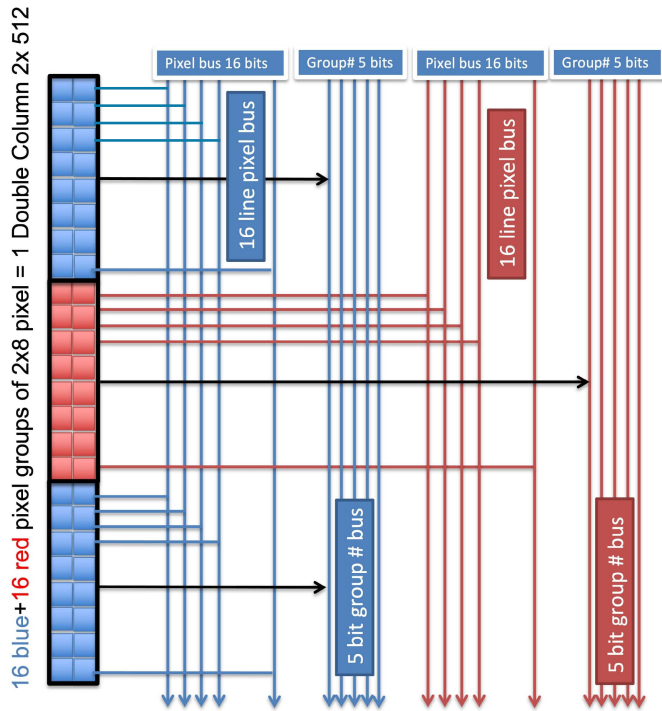 16 blue+16 red pixel groups of 2x8 pixel = 1 Double Column 2x 512
Pixel bus 16 bits
Group# 5 bits
Pixel bus 16 bits
Group# 5 bits
16 line pixel bus
16 line pixel bus
5 bit group # bus
5 bit group # bus